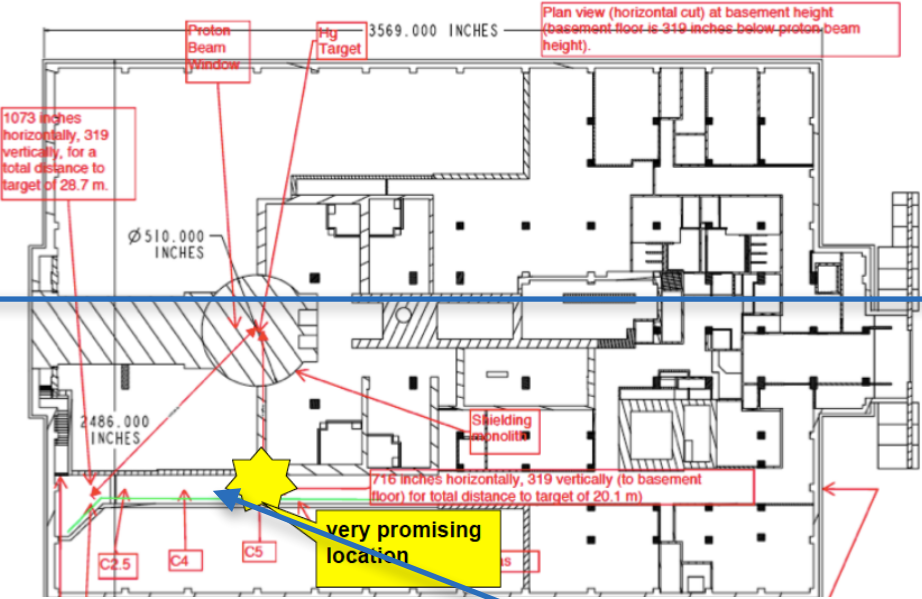 Proton
Beam
Window
Hg
Target
3569.000 INCHES
Plan view (horizontal cut) at basement height
(basement floor is 319 inches below proton beam
height).
1073 inches
horizontally, 319
vertically, for a
total distance to
target of 28.7 m.
Ø510.000
INCHES
2486.000
INCHES
Shielding
monolith
716 inches horizontally, 319 vertically (to basement
floor) for total distance to target of 20.1 m)
very promising
location
C2.5
C4
C5
as